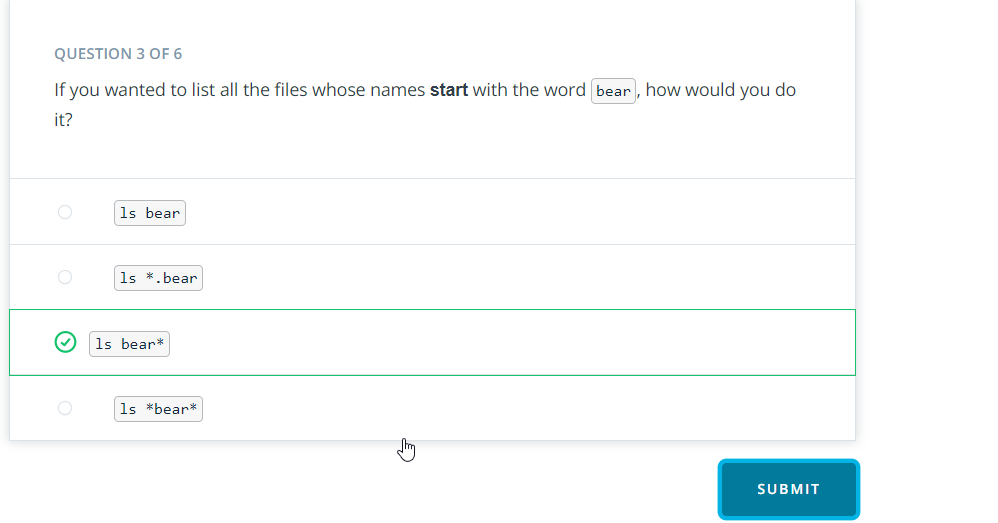 QUESTION 3 OF 6
If you wanted to list all the files whose names start with the word bear, how would you do
it?
ls bear
ls *.bear
ls bear*
ls *bear*
SUBMIT